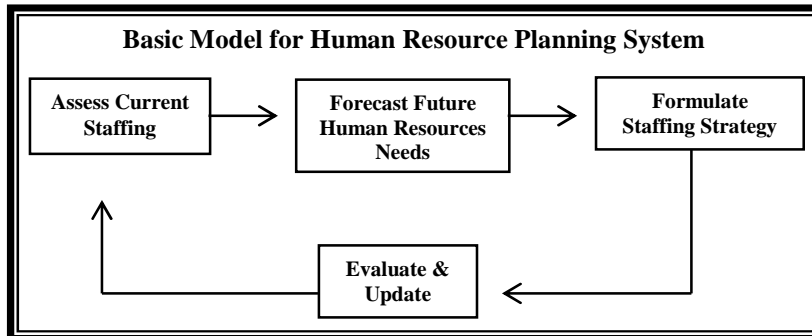 Basic Model for Human Resource Planning System
Assess Current
Staffing
Forecast Future
Human Resources
Needs
Formulate
Staffing Strategy
Evaluate &
Update